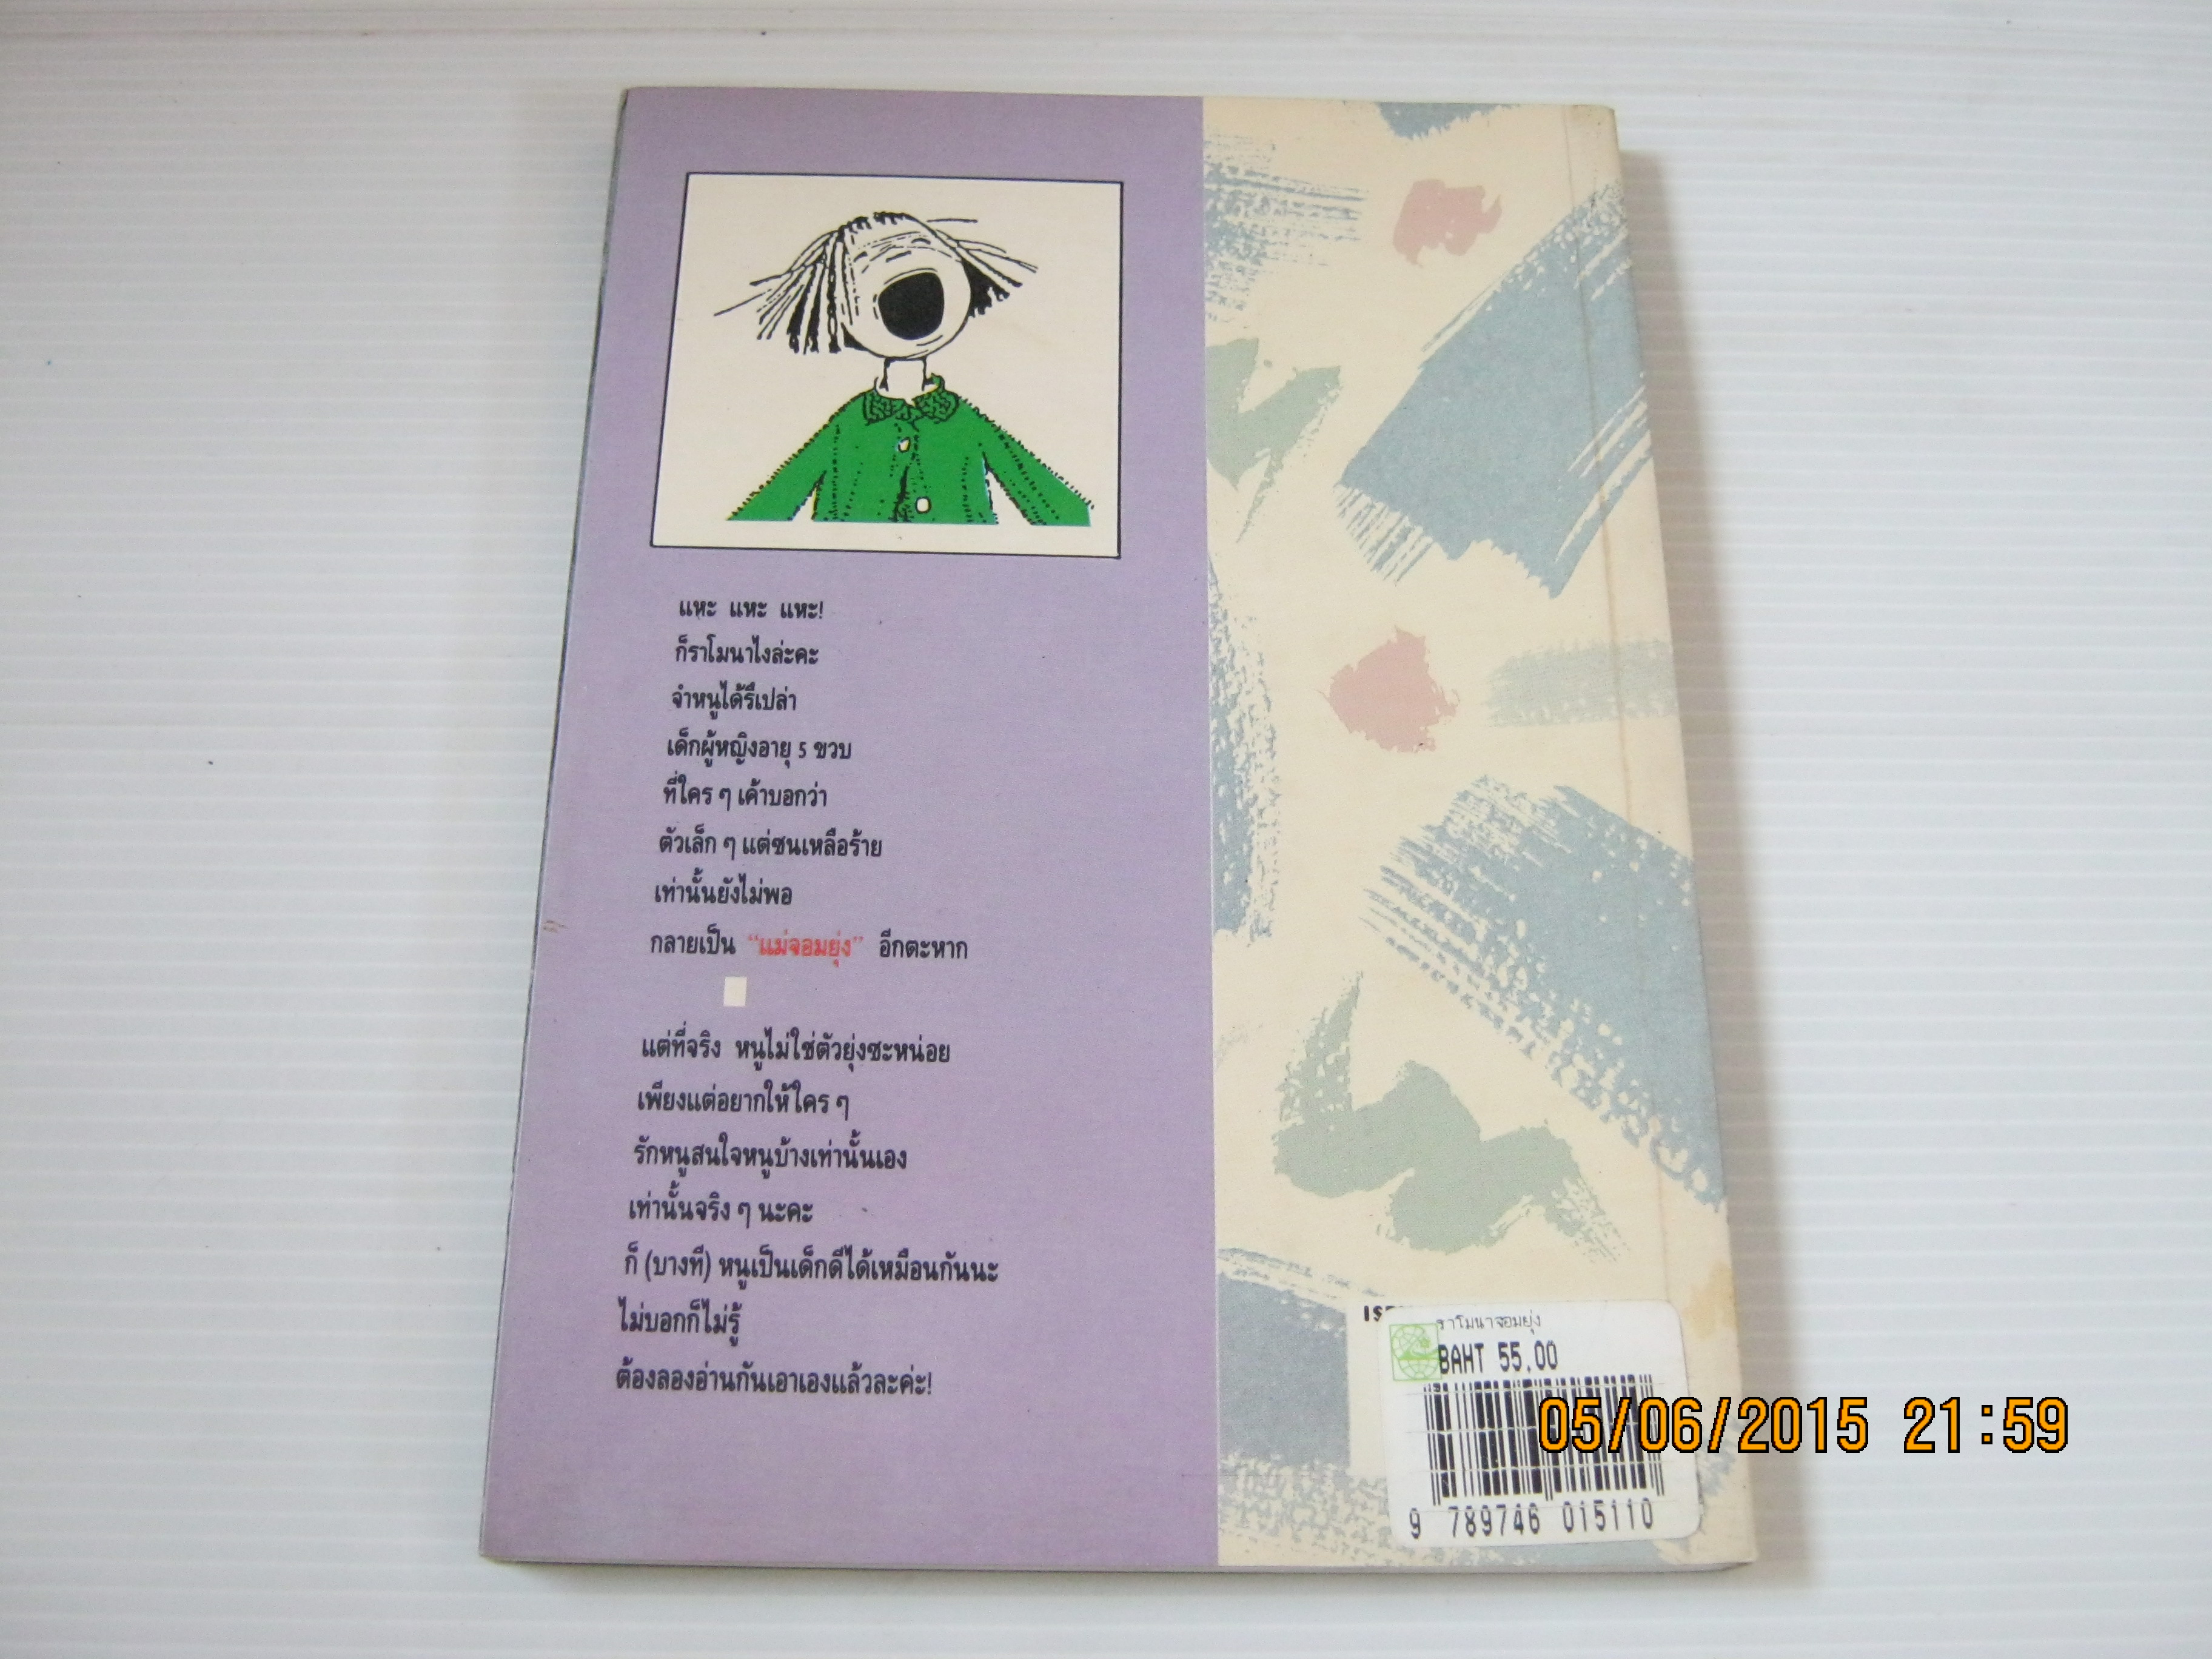 แหะ แหะ แหะ!
ก็ราโมนาไงล่ะคะ
จำหนูได้รึเปล่า
เด็กผู้หญิงอายุ 5 ขวบ
ที่ใคร ๆ เค้าบอกว่า
ตัวเล็ก ๆ แต่ซนเหลือร้าย
เท่านั้นยังไม่พอ
กลายเป็น “แม่จอมยุ่ง” อีกตะหาก
แต่ที่จริง หนูไม่ใช่ตัวยุ่งซะหน่อย
เพียงแต่อยากให้ใคร ๆ
รักหนูสนใจหนูบ้างเท่านั้นเอง
เท่านั้นจริง ๆ นะคะ
ก็ (บางที) หนูเป็นเด็กดีได้เหมือนกันนะ
ไม่บอกก็ไม่รู้
ต้องลองอ่านกันเอาเองแล้วละค่ะ!
ราโมนาจอมยุ่ง
BAHT 55.00
9 789746 015110
05/06/2015 21:59